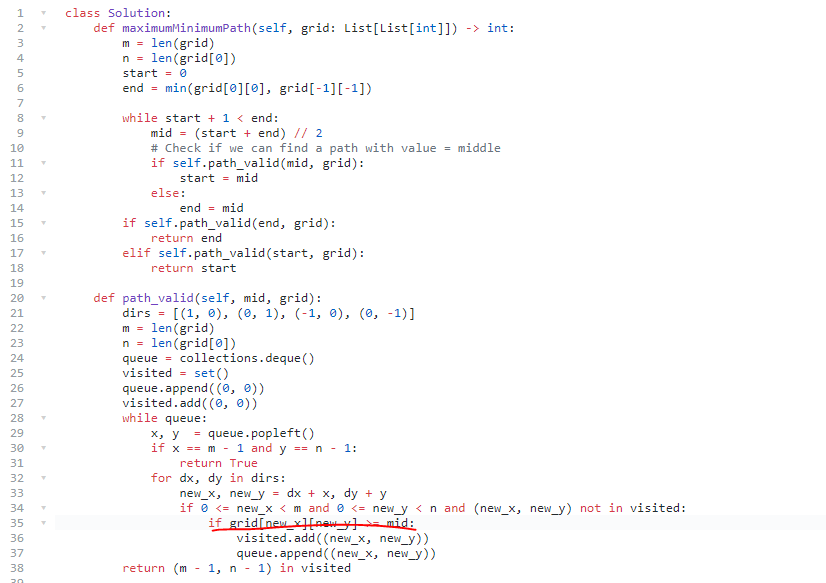 1 class Solution:
2 def maximumMinimumPath(self, grid: List[List[int]]) -> int:
3 m = len(grid)
4 n = len(grid[0])
5 start = 0
6 end = min(grid[0][0], grid[-1][-1])
7
8 while start + 1 < end:
9 mid = (start + end) // 2
10 # Check if we can find a path with value = middle
11 if self.path_valid(mid, grid):
12 start = mid
13 else:
14 end = mid
15 if self.path_valid(end, grid):
16 return end
17 elif self.path_valid(start, grid):
18 return start
19
20 def path_valid(self, mid, grid):
21 dirs = [(1, 0), (0, 1), (-1, 0), (0, -1)]
22 m = len(grid)
23 n = len(grid[0])
24 queue = collections.deque()
25 visited = set()
26 queue.append((0, 0))
27 visited.add((0, 0))
28 while queue:
29 x, y  = queue.popleft()
30 if x == m - 1 and y == n - 1:
31 return True
32 for dx, dy in dirs:
33 new_x, new_y = dx + x, dy + y
34 if 0 <= new_x < m and 0 <= new_y < n and (new_x, new_y) not in visited:
35 if grid[new_x][new_y] >= mid:
36 visited.add((new_x, new_y))
37 queue.append((new_x, new_y))
38 return (m - 1, n - 1) in visited
39